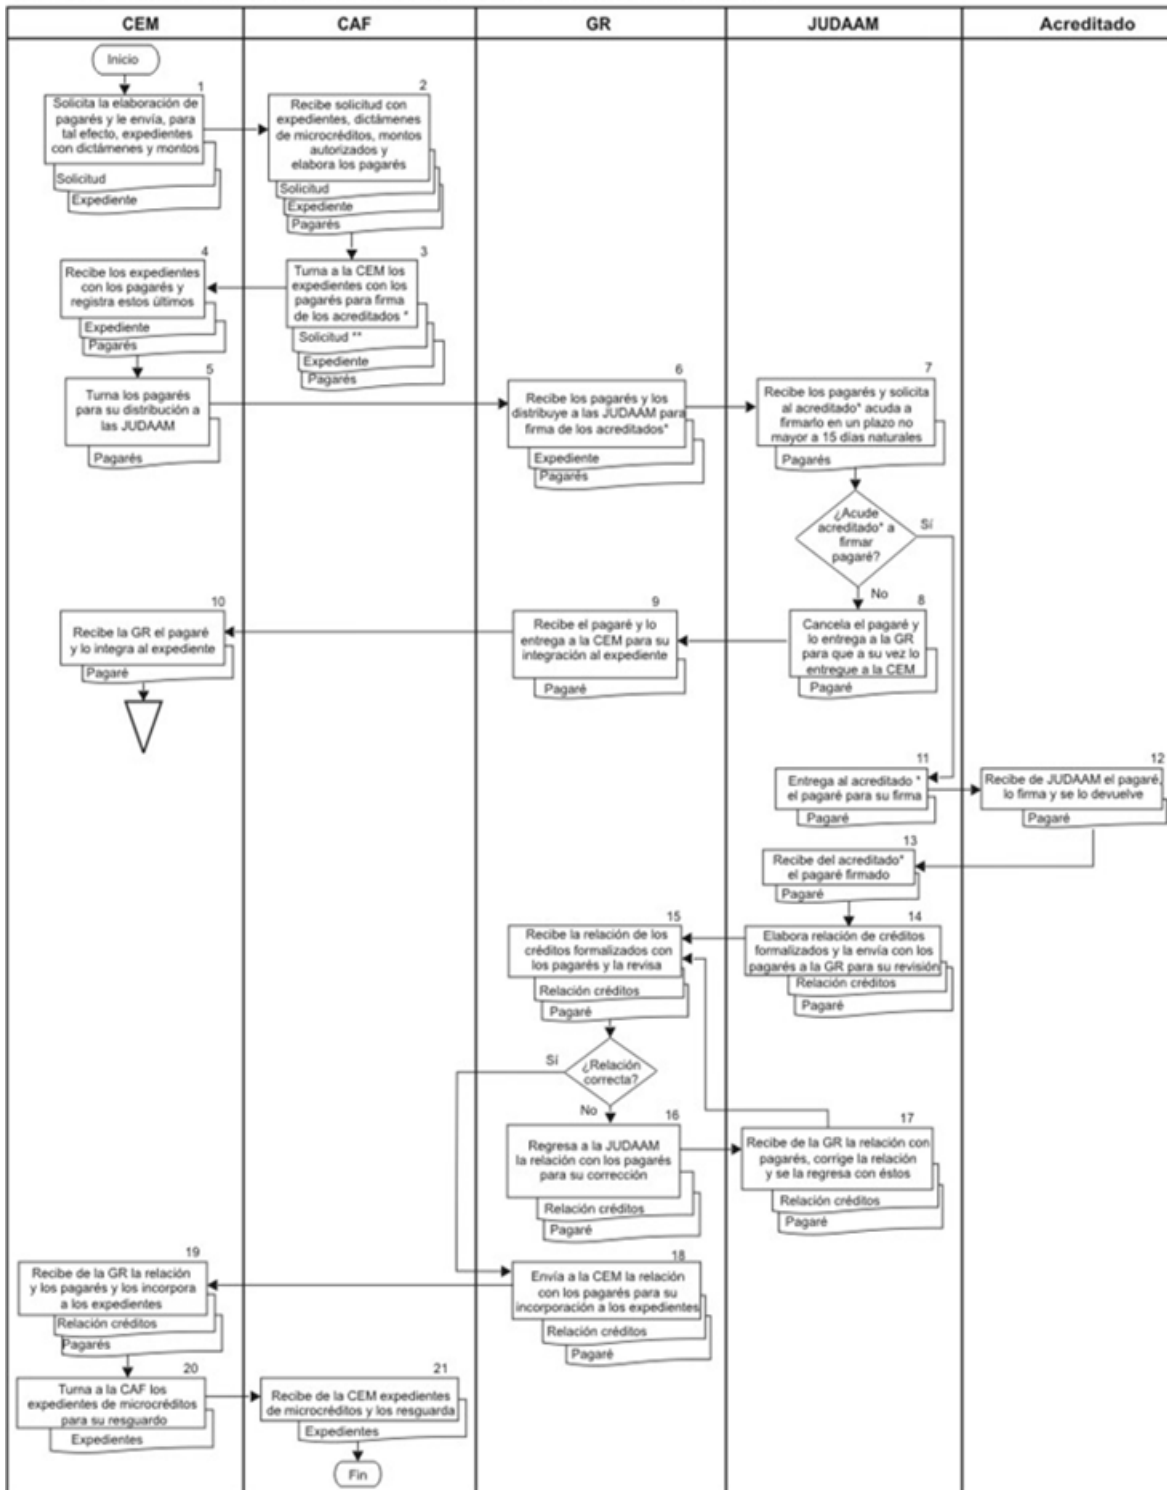 CEM
CAF
GR
JUDAAM
Acreditado
Inicio
1
Solicita la elaboración de
pagarés y le envía, para
tal efecto, expedientes
con dictámenes y montos
Solicitud
Expediente
2
Recibe solicitud con
expedientes, dictámenes
de microcréditos, montos
autorizados y
elabora los pagarés
Solicitud
Expediente
Pagarés
3
Turna a la CEM los
expedientes con los
pagarés para firma
de los acreditados *
Solicitud **
Expediente
Pagarés
4
Recibe los expedientes
con los pagarés y
registra estos últimos
Expediente
Pagarés
5
Turna los pagarés
para su distribución a
las JUDAAM
Pagarés
6
Recibe los pagarés y los
distribuye a las JUDAAM para
firma de los acreditados*
Expediente
Pagarés
7
Recibe los pagarés y solicita
al acreditado* acuda a
firmarlo en un plazo no
mayor a 15 días naturales
Pagarés
¿Acude
acreditado* a
firmar
pagaré?
Sí
No
8
Cancela el pagaré y
lo entrega a la GR
para que a su vez lo
entregue a la CEM
Pagaré
9
Recibe el pagaré y lo
entrega a la CEM para su
integración al expediente
Pagaré
10
Recibe la GR el pagaré
y lo integra al expediente
Pagaré
11
Entrega al acreditado *
el pagaré para su firma
Pagaré
12
Recibe de JUDAAM el pagaré,
lo firma y se lo devuelve
Pagaré
13
Recibe del acreditado*
el pagaré firmado
Pagaré
14
Elabora relación de créditos
formalizados y la envía con los
pagarés a la GR para su revisión
Relación créditos
Pagaré
15
Recibe la relación de los
créditos formalizados con
los pagarés y la revisa
Relación créditos
Pagaré
¿Relación
correcta?
Sí
No
16
Regresa a la JUDAAM
la relación con los pagarés
para su corrección
Relación créditos
Pagaré
17
Recibe de la GR la relación con
pagarés, corrige la relación
y se la regresa con éstos
Relación créditos
Pagaré
18
Envía a la CEM la relación
con los pagarés para su
incorporación a los expedientes
Relación créditos
Pagaré
19
Recibe de la GR la relación
y los pagarés y los incorpora
a los expedientes
Relación créditos
Pagarés
20
Turna a la CAF los
expedientes de microcréditos
para su resguardo
Expedientes
21
Recibe de la CEM expedientes
de microcréditos y los resguarda
Expedientes
Fin